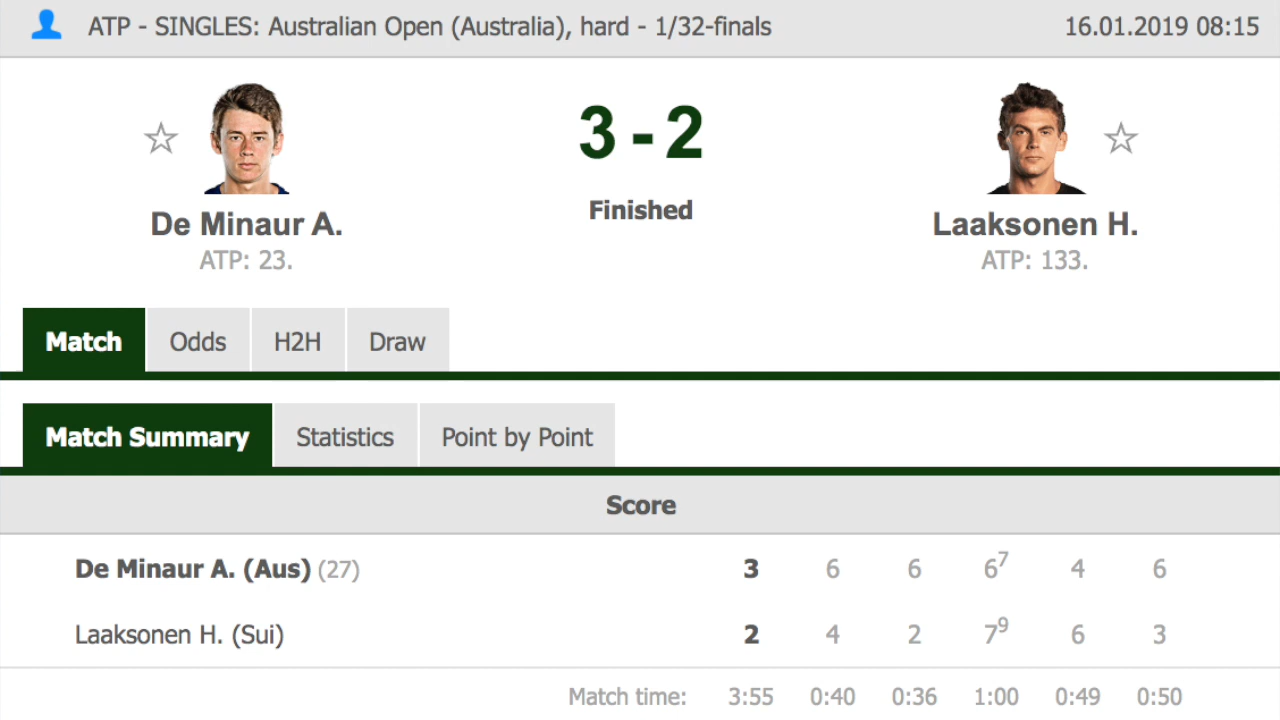 ATP - SINGLES: Australian Open (Australia), hard - 1/32-finals 16.01.2019 08:15
3 - 2
Finished
De Minaur A. Laaksonen H.
ATP: 23. ATP: 133.
Match Odds H2H Draw
Match Summary Statistics Point by Point
Score
De Minaur A. (Aus) (27) 3 6 6 6⁷ 4 6
Laaksonen H. (Sui) 2 4 2 7⁹ 6 3
Match time: 3:55 0:40 0:36 1:00 0:49 0:50